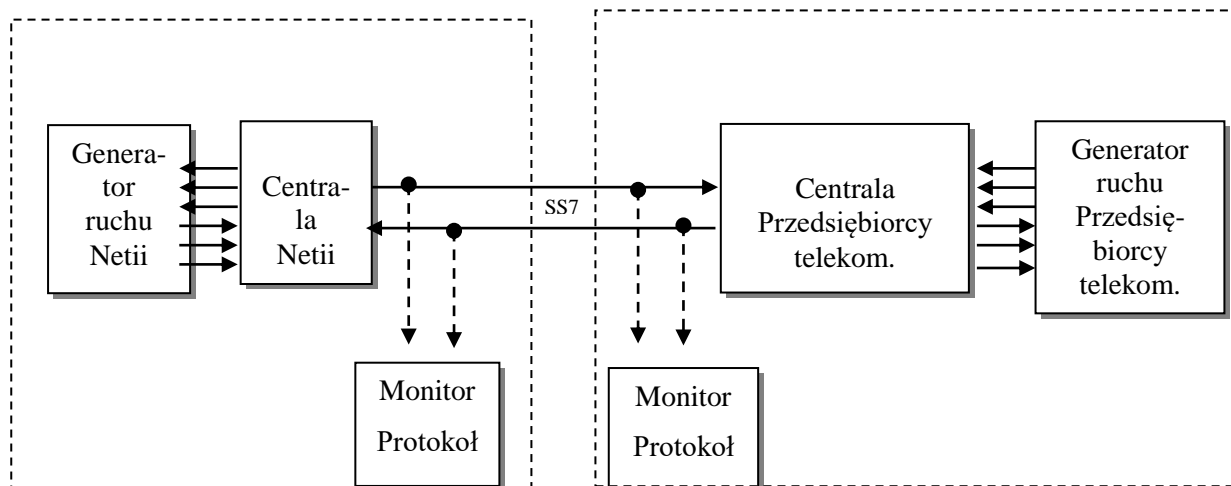 Genera-
tor
ruchu
Netii
Centra-
la
Netii
SS7
Centrala
Przedsiębiorcy
telekom.
Generator
ruchu
Przedsię-
biorcy
telekom.
Monitor
Protokoł
Monitor
Protokoł